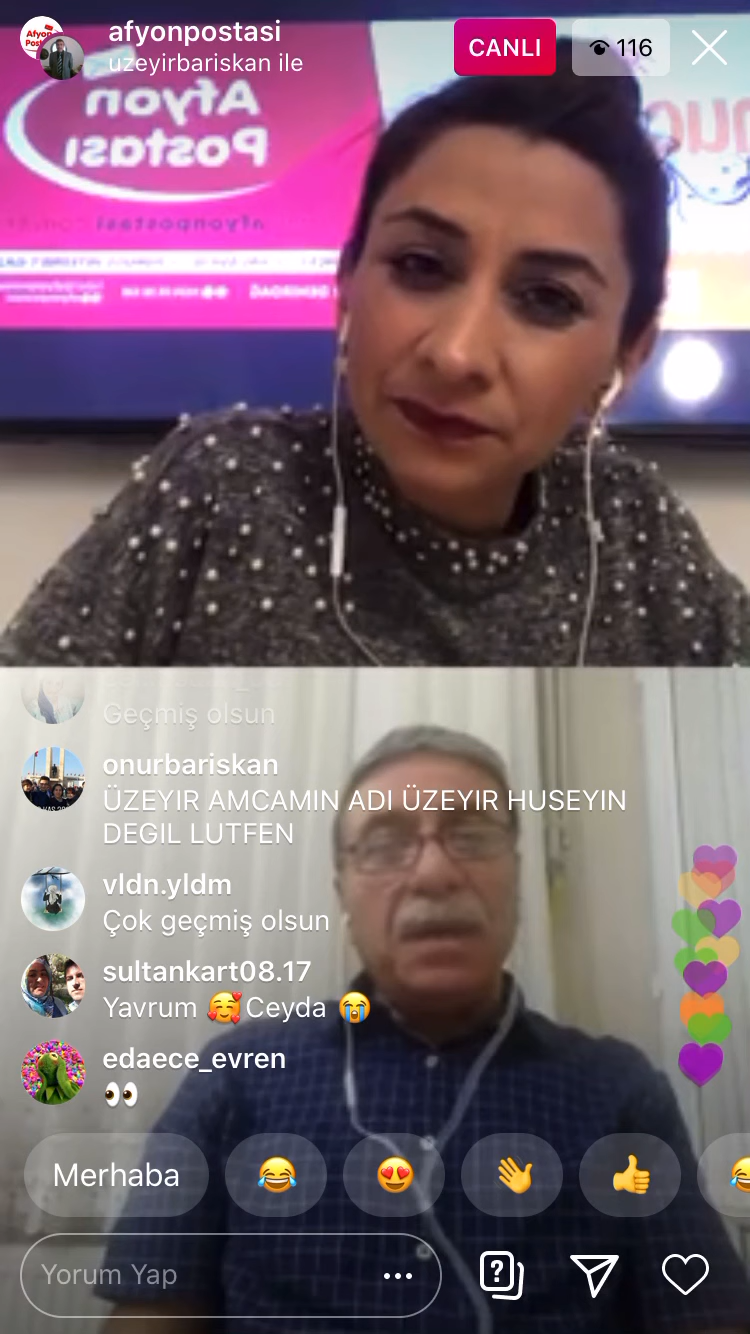 afyonpostasi
uzeyirbariskan ile
CANLI
116
Afyon
Postası
afyonpostasi
Geçmiş olsun
onurbariskan
ÜZEYIR AMCAMIN ADI ÜZEYIR HUSEYIN
DEGIL LUTFEN
vldn.yldm
Çok geçmiş olsun
sultankart08.17
Yavrum 🥰Ceyda 😭
edaece_evren
👀
Merhaba
Yorum Yap